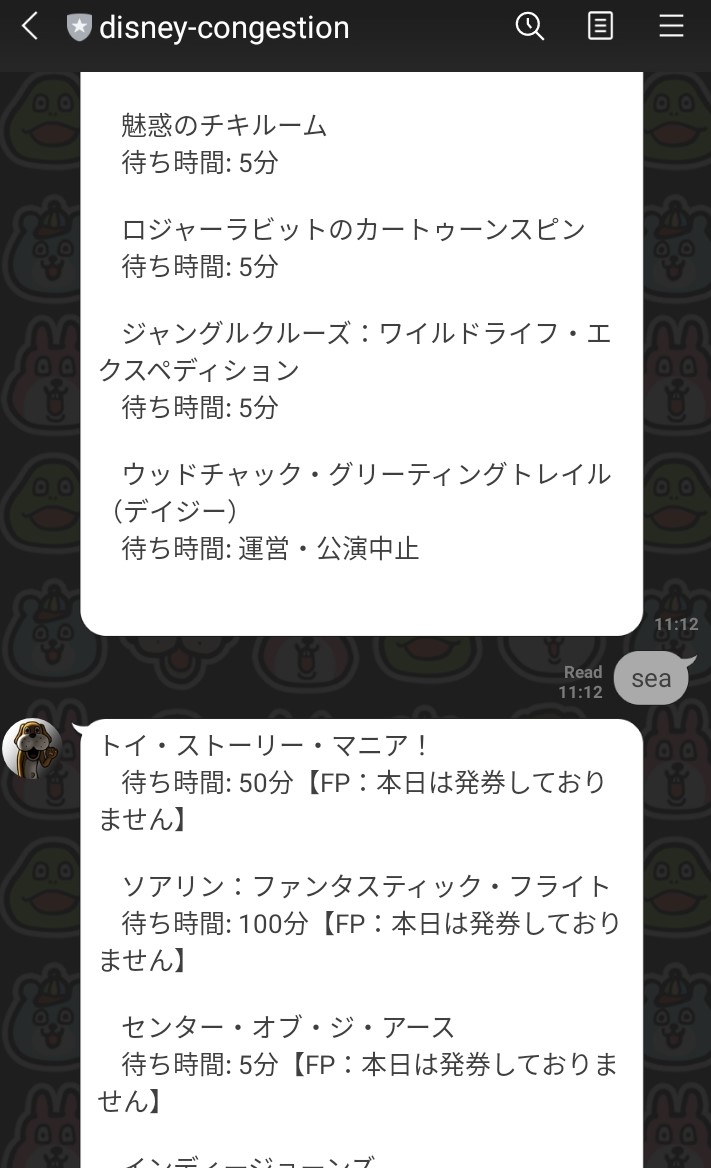 disney-congestion
魅惑のチキルーム
待ち時間: 5分
ロジャーラビットのカートゥーンスピン
待ち時間: 5分
ジャングルクルーズ：ワイルドライフ・エ
クスペディション
待ち時間: 5分
ウッドチャック・グリーティングトレイル
（デイジー）
待ち時間: 運営・公演中止
11:12
Read
11:12
sea
トイ・ストーリー・マニア！
待ち時間: 50分【FP：本日は発券しており
ません】
ソアリン：ファンタスティック・フライト
待ち時間: 100分【FP：本日は発券しており
ません】
センター・オブ・ジ・アース
待ち時間: 5分【FP：本日は発券しておりま
せん】
インディージョーンズ